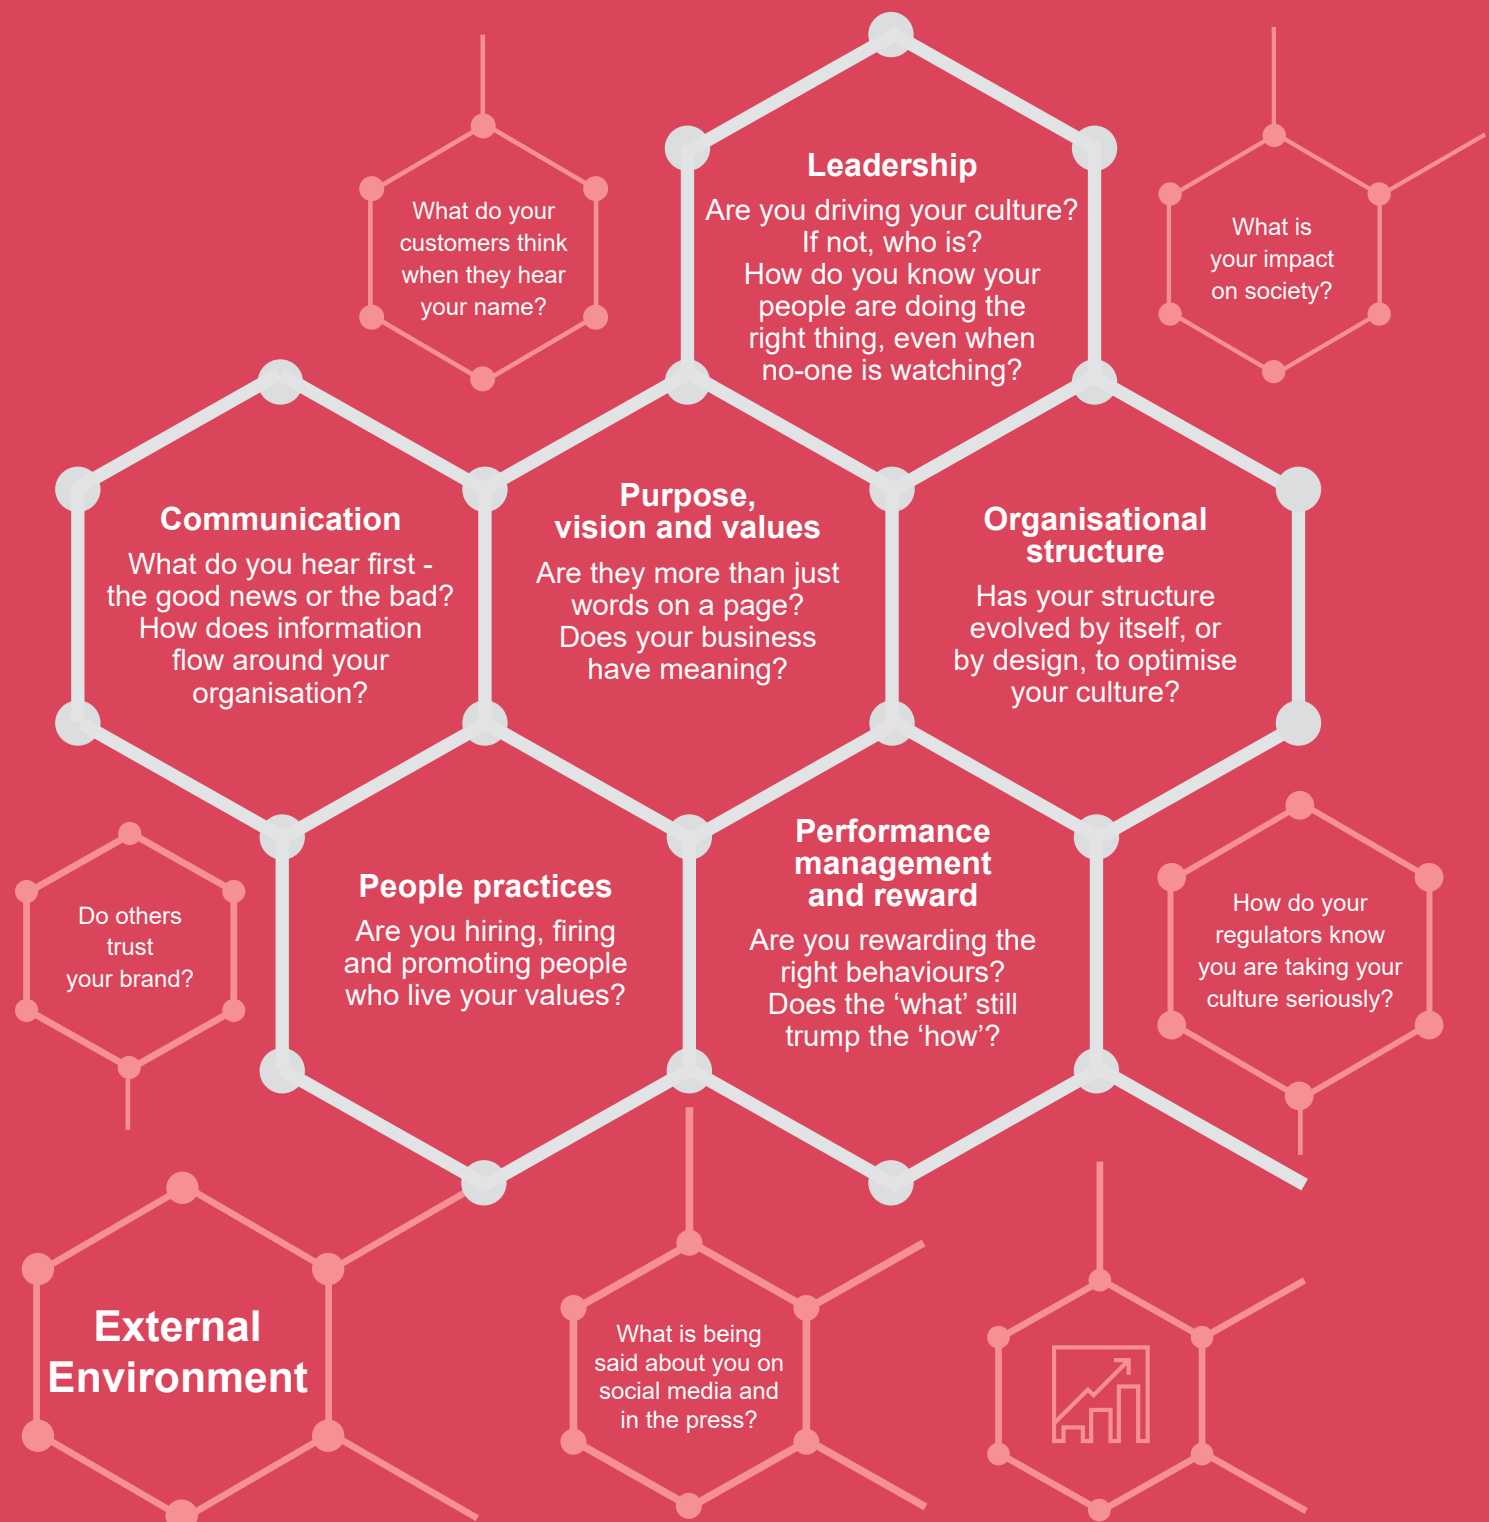 What do your
customers think
when they hear
your name?
Leadership
Are you driving your culture?
If not, who is?
How do you know your
people are doing the
right thing, even when
no-one is watching?
What is
your impact
on society?
Communication
What do you hear first -
the good news or the bad?
How does information
flow around your
organisation?
Purpose,
vision and values
Are they more than just
words on a page?
Does your business
have meaning?
Organisational
structure
Has your structure
evolved by itself, or
by design, to optimise
your culture?
Do others
trust
your brand?
People practices
Are you hiring, firing
and promoting people
who live your values?
Performance
management
and reward
Are you rewarding the
right behaviours?
Does the ‘what’ still
trump the ‘how’?
How do your
regulators know
you are taking your
culture seriously?
External
Environment
What is being
said about you on
social media and
in the press?